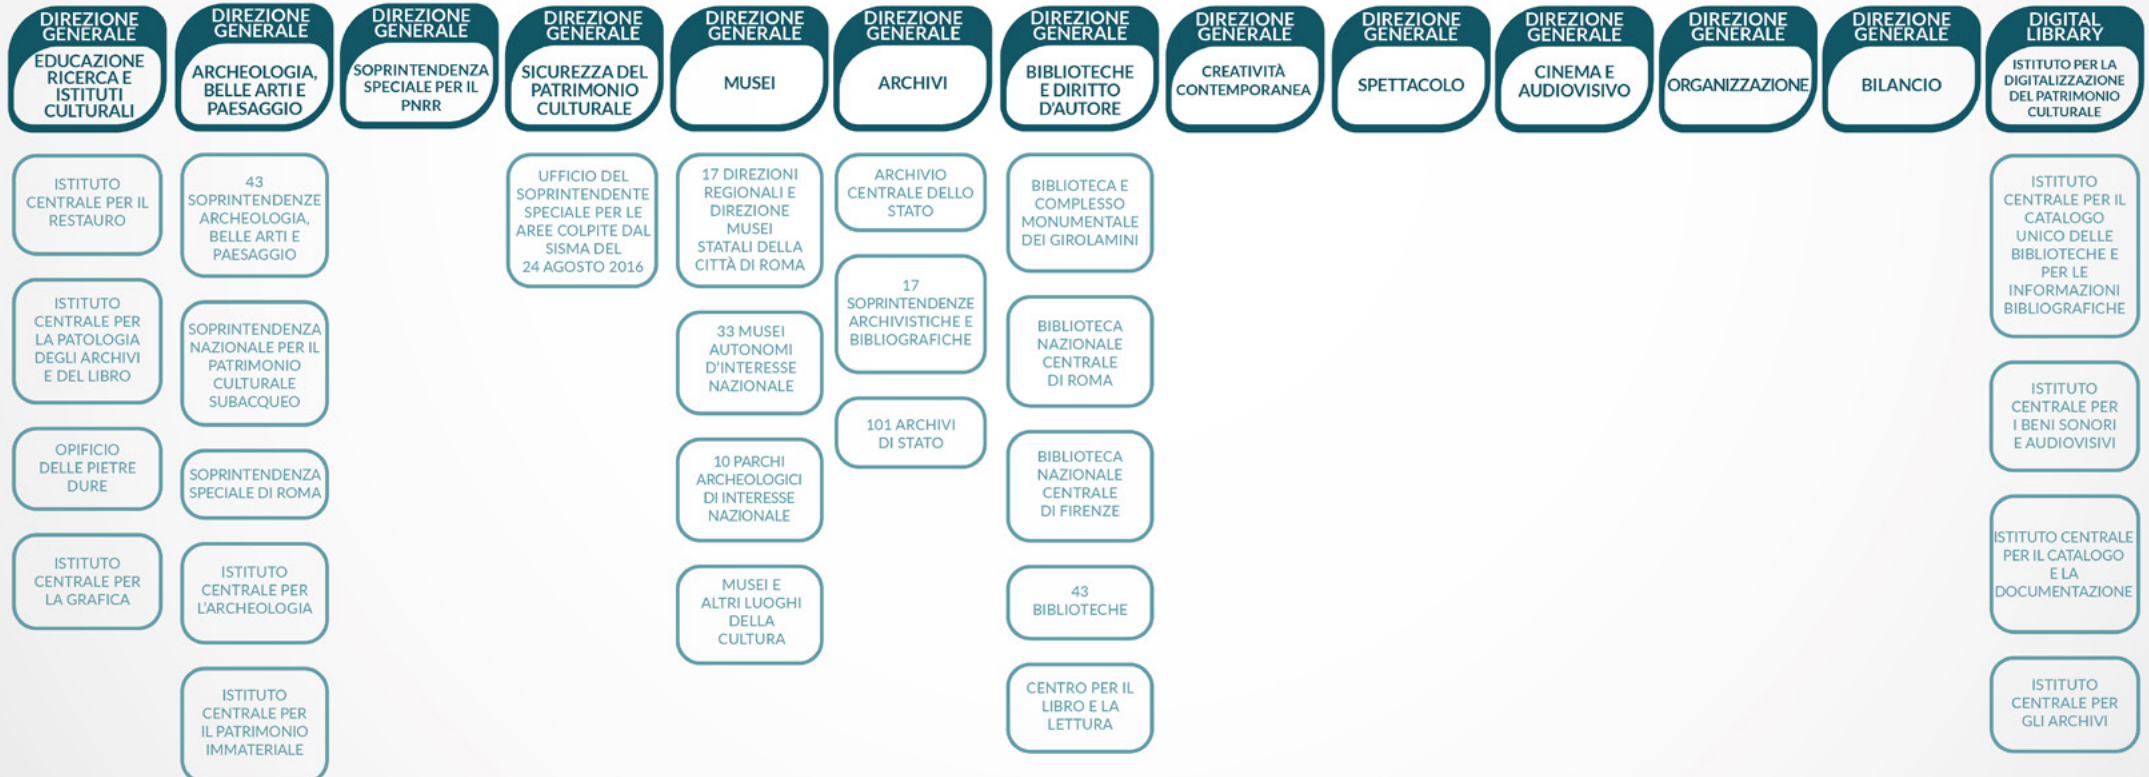 DIREZIONE
GENERALE
EDUCAZIONE
RICERCA E
ISTITUTI
CULTURALI
ISTITUTO
CENTRALE PER IL
RESTAURO
ISTITUTO
CENTRALE PER
LA PATOLOGIA
DEGLI ARCHIVI
E DEL LIBRO
OPIFICIO
DELLE PIETRE
DURE
ISTITUTO
CENTRALE PER
LA GRAFICA
DIREZIONE
GENERALE
ARCHEOLOGIA,
BELLE ARTI E
PAESAGGIO
43
SOPRINTENDENZE
ARCHEOLOGIA,
BELLE ARTI E
PAESAGGIO
SOPRINTENDENZA
NAZIONALE PER IL
PATRIMONIO
CULTURALE
SUBACQUEO
SOPRINTENDENZA
SPECIALE DI ROMA
ISTITUTO
CENTRALE PER
L'ARCHEOLOGIA
ISTITUTO
CENTRALE PER
IL PATRIMONIO
IMMATERIALE
DIREZIONE
GENERALE
SOPRINTENDENZA
SPECIALE PER IL
PNRR
DIREZIONE
GENERALE
SICUREZZA DEL
PATRIMONIO
CULTURALE
UFFICIO DEL
SOPRINTENDENTE
SPECIALE PER LE
AREE COLPITE DAL
SISMA DEL
24 AGOSTO 2016
DIREZIONE
GENERALE
MUSEI
17 DIREZIONI
REGIONALI E
DIREZIONE
MUSEI
STATALI DELLA
CITTÀ DI ROMA
33 MUSEI
AUTONOMI
D'INTERESSE
NAZIONALE
10 PARCHI
ARCHEOLOGICI
DI INTERESSE
NAZIONALE
MUSEI E
ALTRI LUOGHI
DELLA
CULTURA
DIREZIONE
GENERALE
ARCHIVI
ARCHIVIO
CENTRALE DELLO
STATO
17
SOPRINTENDENZE
ARCHIVISTICHE E
BIBLIOGRAFICHE
101 ARCHIVI
DI STATO
DIREZIONE
GENERALE
BIBLIOTECHE
E DIRITTO
D'AUTORE
BIBLIOTECA E
COMPLESSO
MONUMENTALE
DEI GIROLAMINI
BIBLIOTECA
NAZIONALE
CENTRALE
DI ROMA
BIBLIOTECA
NAZIONALE
CENTRALE
DI FIRENZE
43
BIBLIOTECHE
CENTRO PER IL
LIBRO E LA
LETTURA
DIREZIONE
GENERALE
CREATIVITÀ
CONTEMPORANEA
DIREZIONE
GENERALE
SPETTACOLO
DIREZIONE
GENERALE
CINEMA E
AUDIOVISIVO
DIREZIONE
GENERALE
ORGANIZZAZIONE
DIREZIONE
GENERALE
BILANCIO
DIGITAL
LIBRARY
ISTITUTO PER LA
DIGITALIZZAZIONE
DEL PATRIMONIO
CULTURALE
ISTITUTO
CENTRALE PER IL
CATALOGO
UNICO DELLE
BIBLIOTECHE E
PER LE
INFORMAZIONI
BIBLIOGRAFICHE
ISTITUTO
CENTRALE PER
I BENI SONORI
E AUDIOVISIVI
ISTITUTO CENTRALE
PER IL CATALOGO
E LA
DOCUMENTAZIONE
ISTITUTO
CENTRALE PER
GLI ARCHIVI